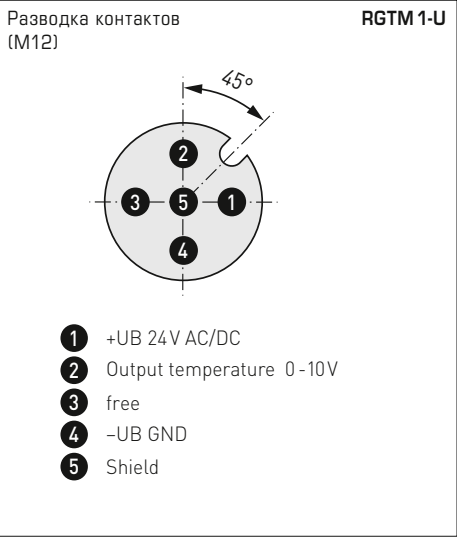 Разводка контактов RGTM 1-U
(M12)
45°
2
3 5 1
4
1 +UB 24 V AC/DC
2 Output temperature 0 - 10 V
3 free
4 –UB GND
5 Shield